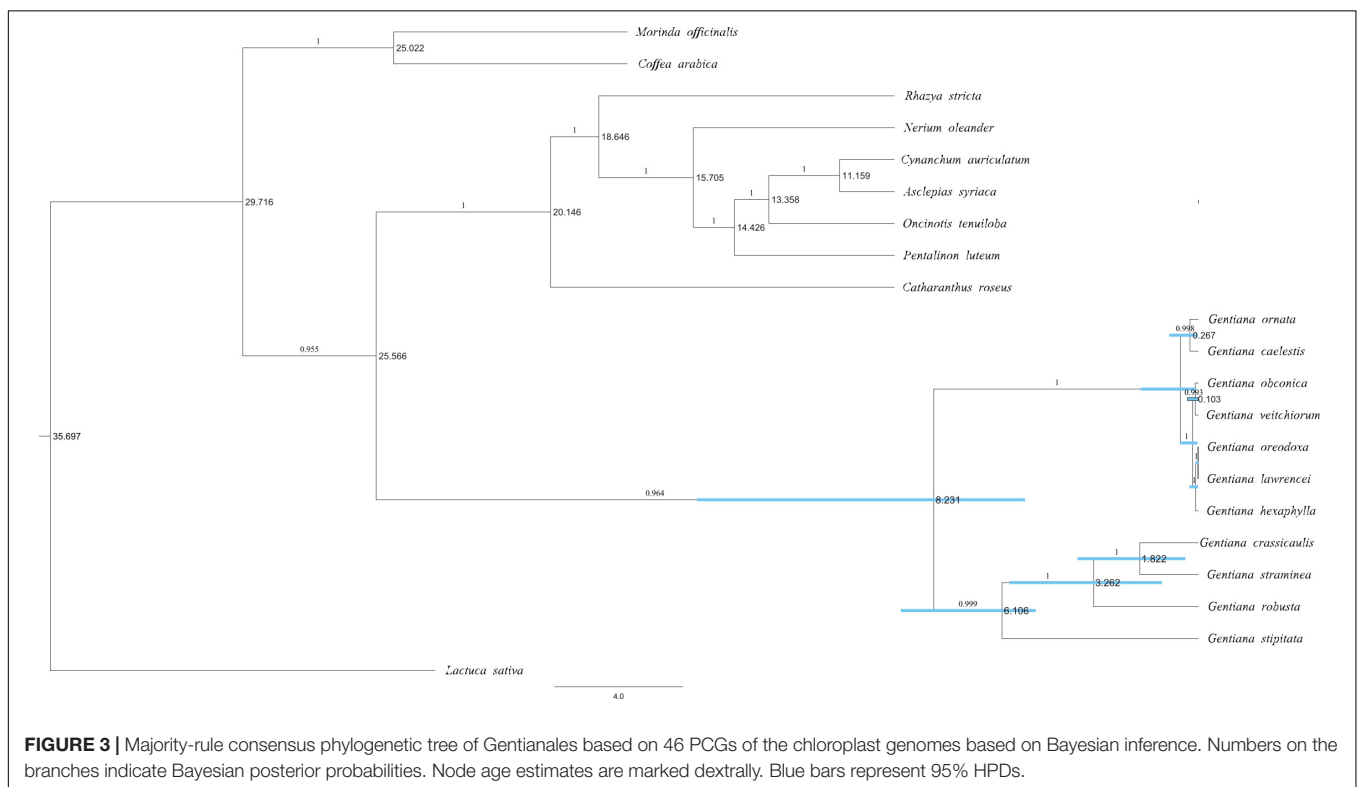 Morinda officinalis
1
25.022
Coffea arabica
Rhazya stricta
1
18.646
Nerium oleander
Cynanchum auriculatum
1
11.159
1
15.705
Asclepias syriaca
1
13.358
29.716
1
20.146
1
14.426
Oncinotis tenuiloba
Pentalinon luteum
Catharanthus roseus
Gentiana ornata
0.998
0.267
Gentiana caelestis
0.955
25.566
1
Gentiana obconica
0.993
0.103
Gentiana veitchiorum
35.697
1
Gentiana oreodoxa
1
Gentiana lawrencei
1
0.964
8.231
Gentiana hexaphylla
Gentiana crassicaulis
1
1.822
1
3.262
Gentiana straminea
0.999
6.106
Gentiana robusta
Gentiana stipitata
Lactuca sativa
4.0
FIGURE 3 | Majority-rule consensus phylogenetic tree of Gentianales based on 46 PCGs of the chloroplast genomes based on Bayesian inference. Numbers on the
branches indicate Bayesian posterior probabilities. Node age estimates are marked dextrally. Blue bars represent 95% HPDs.